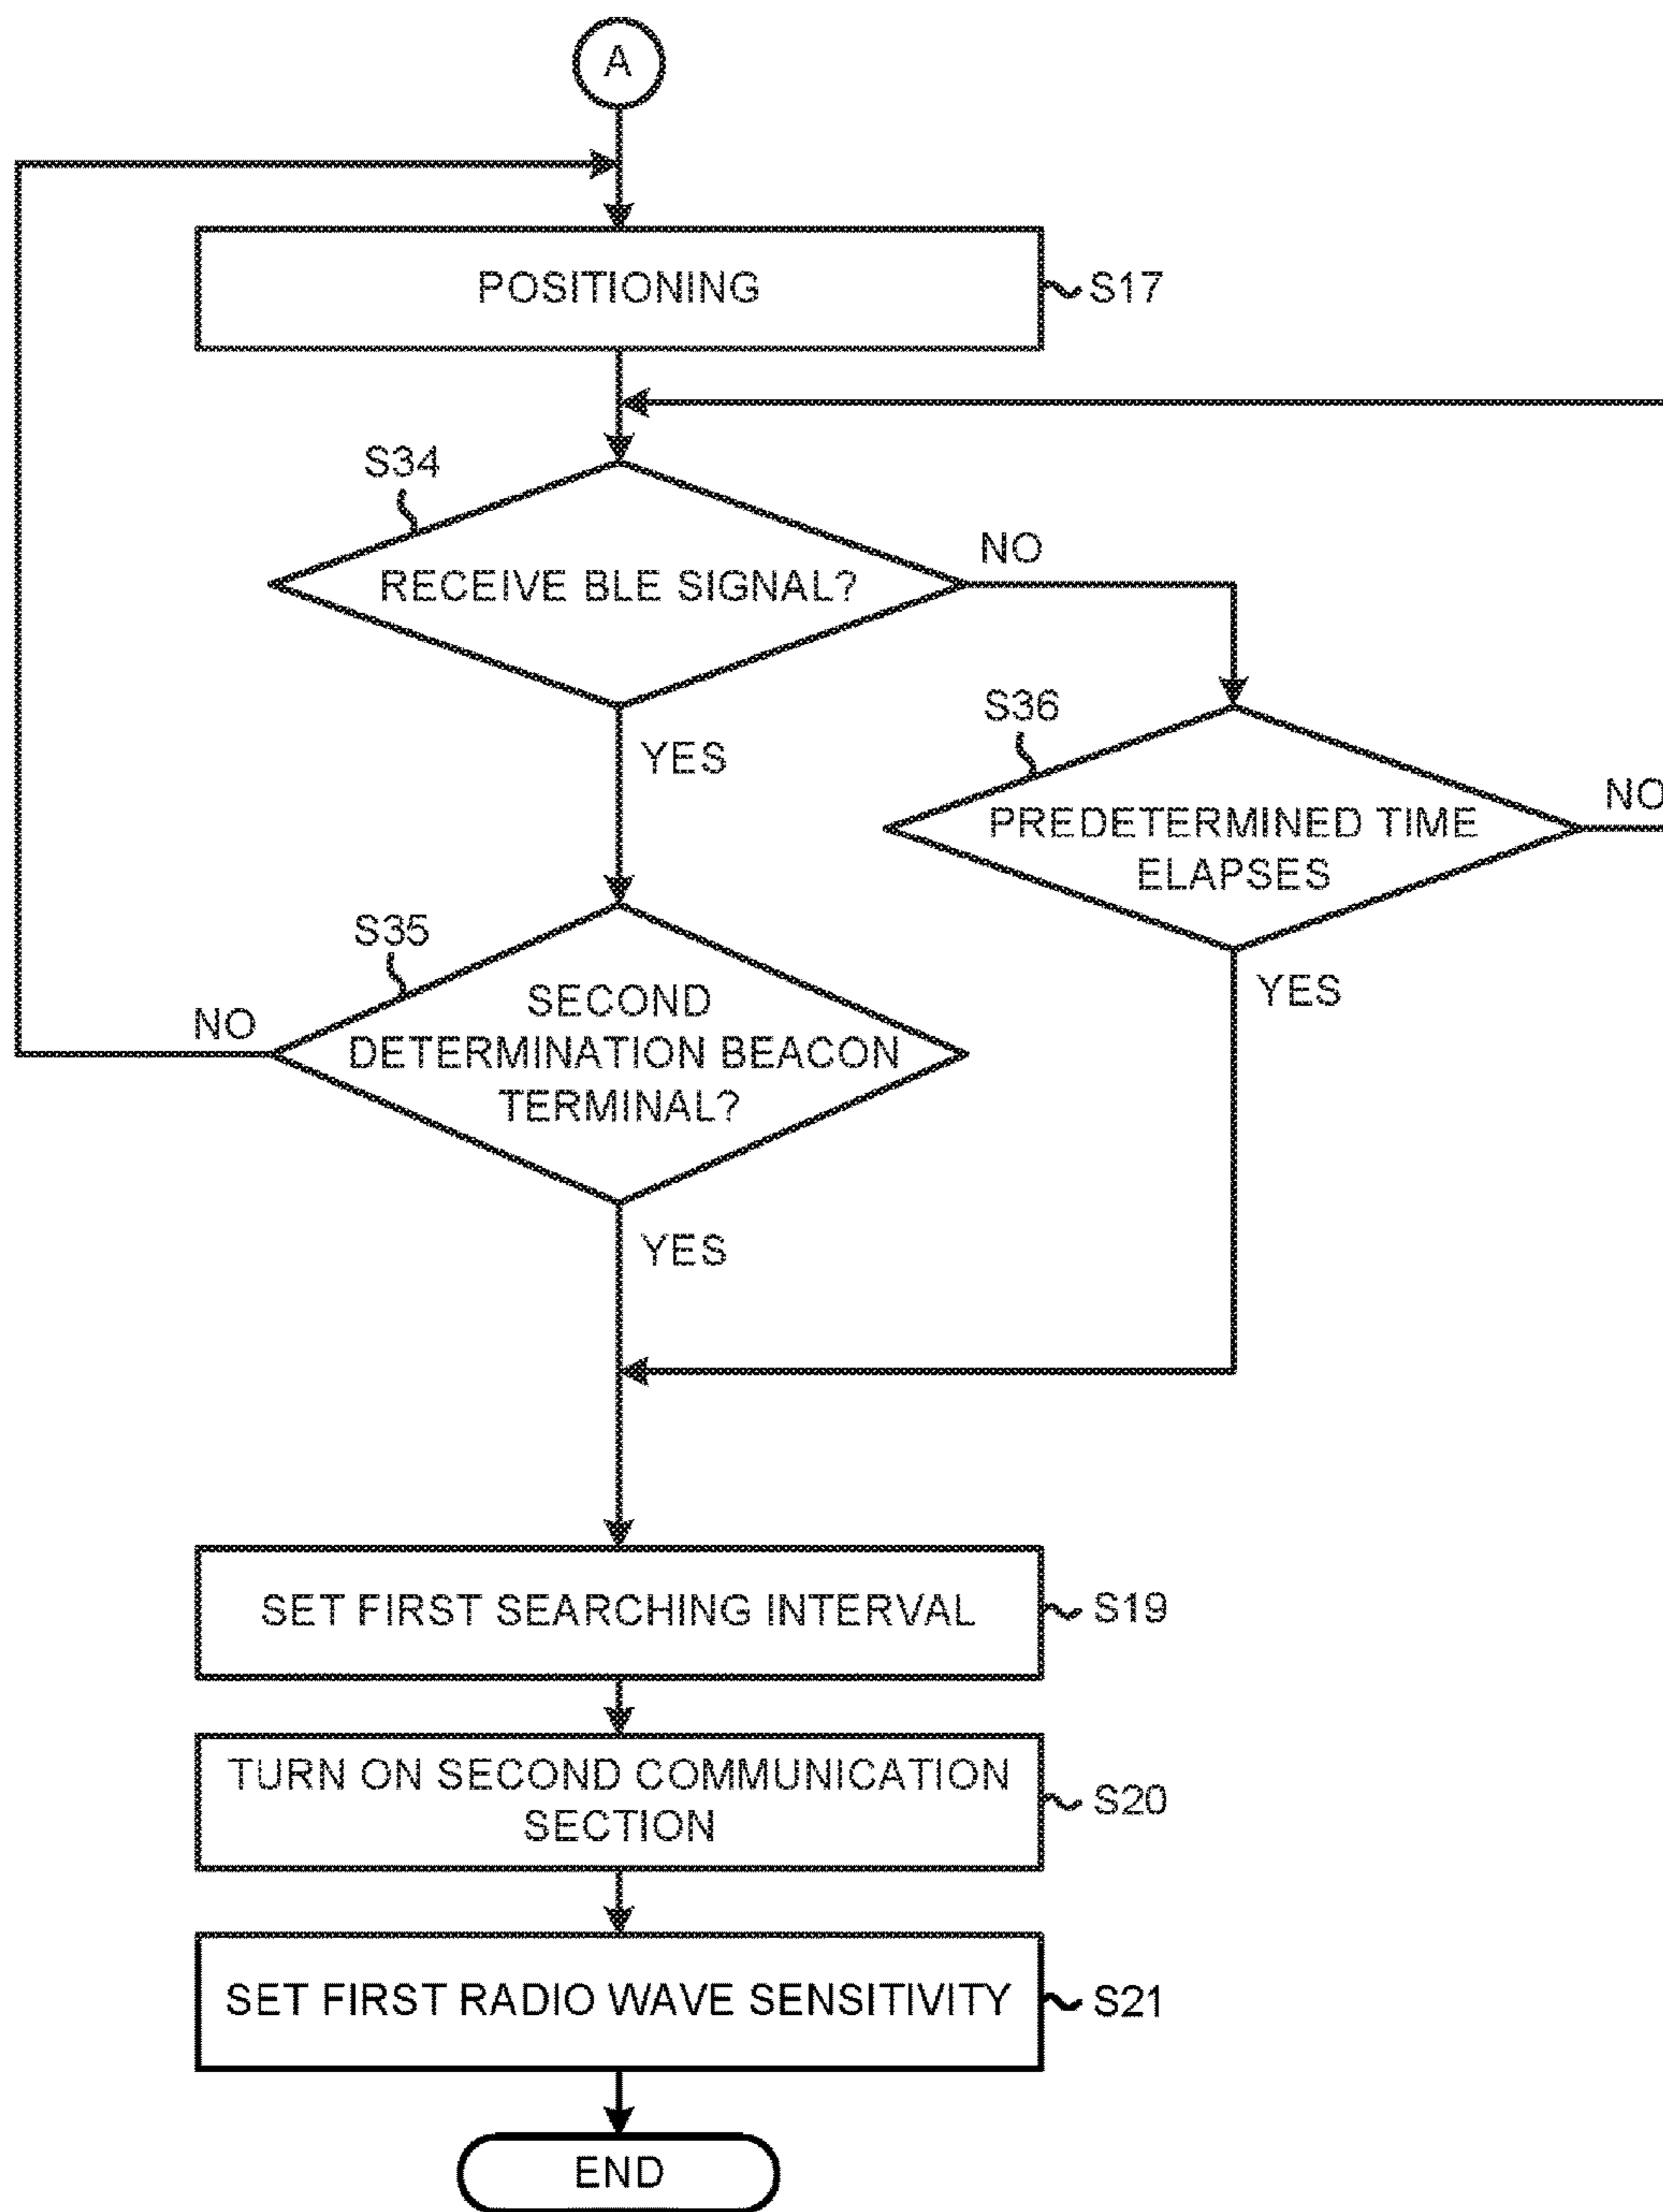 A
POSITIONING
S17
S34
RECEIVE BLE SIGNAL?
NO
YES
S36
PREDETERMINED TIME
ELAPSES
NO
YES
S35
SECOND
DETERMINATION BEACON
TERMINAL?
NO
YES
SET FIRST SEARCHING INTERVAL
S19
TURN ON SECOND COMMUNICATION
SECTION
S20
SET FIRST RADIO WAVE SENSITIVITY
S21
END